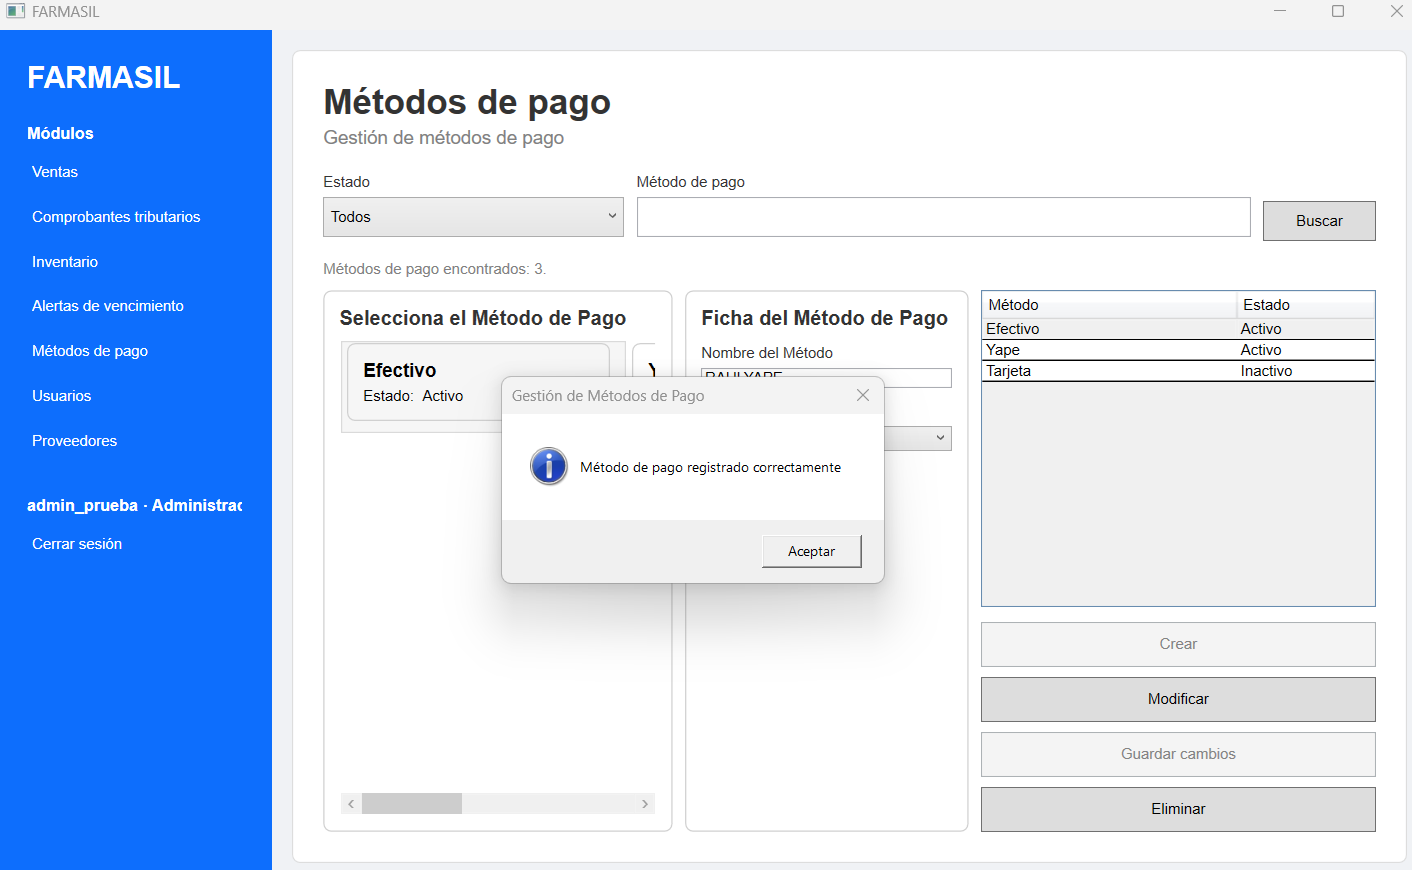 FARMASIL
FARMASIL
Módulos
Ventas
Comprobantes tributarios
Inventario
Alertas de vencimiento
Métodos de pago
Usuarios
Proveedores
admin_prueba · Administrac
Cerrar sesión
Métodos de pago
Gestión de métodos de pago
Estado
Todos
Método de pago
Buscar
Métodos de pago encontrados: 3.
Selecciona el Método de Pago
Efectivo
Estado: Activo
Ficha del Método de Pago
Nombre del Método
Gestión de Métodos de Pago
Método de pago registrado correctamente
Aceptar
Método Estado
Efectivo Activo
Yape Activo
Tarjeta Inactivo
Crear
Modificar
Guardar cambios
Eliminar